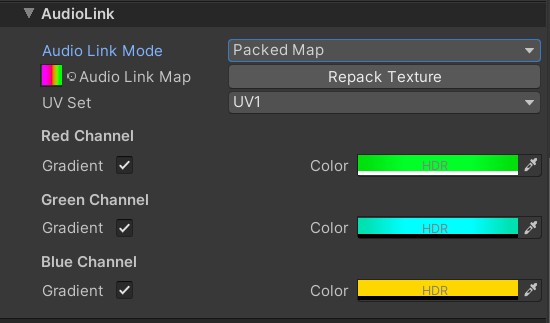 AudioLink
Audio Link Mode Packed Map
Audio Link Map Repack Texture
UV Set UV1
Red Channel
Gradient Color HDR
Green Channel
Gradient Color HDR
Blue Channel
Gradient Color HDR